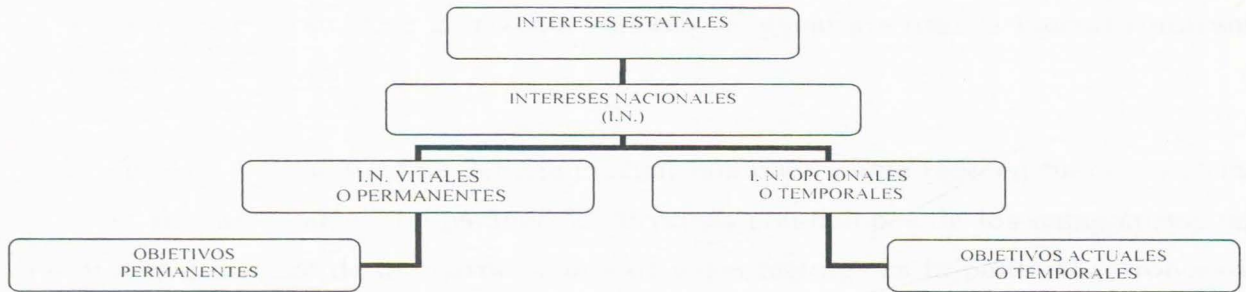 INTERESES ESTATALES
INTERESES NACIONALES
(I.N.)
I.N. VITALES
O PERMANENTES
I. N. OPCIONALES
O TEMPORALES
OBJETIVOS
PERMANENTES
OBJETIVOS ACTUALES
O TEMPORALES